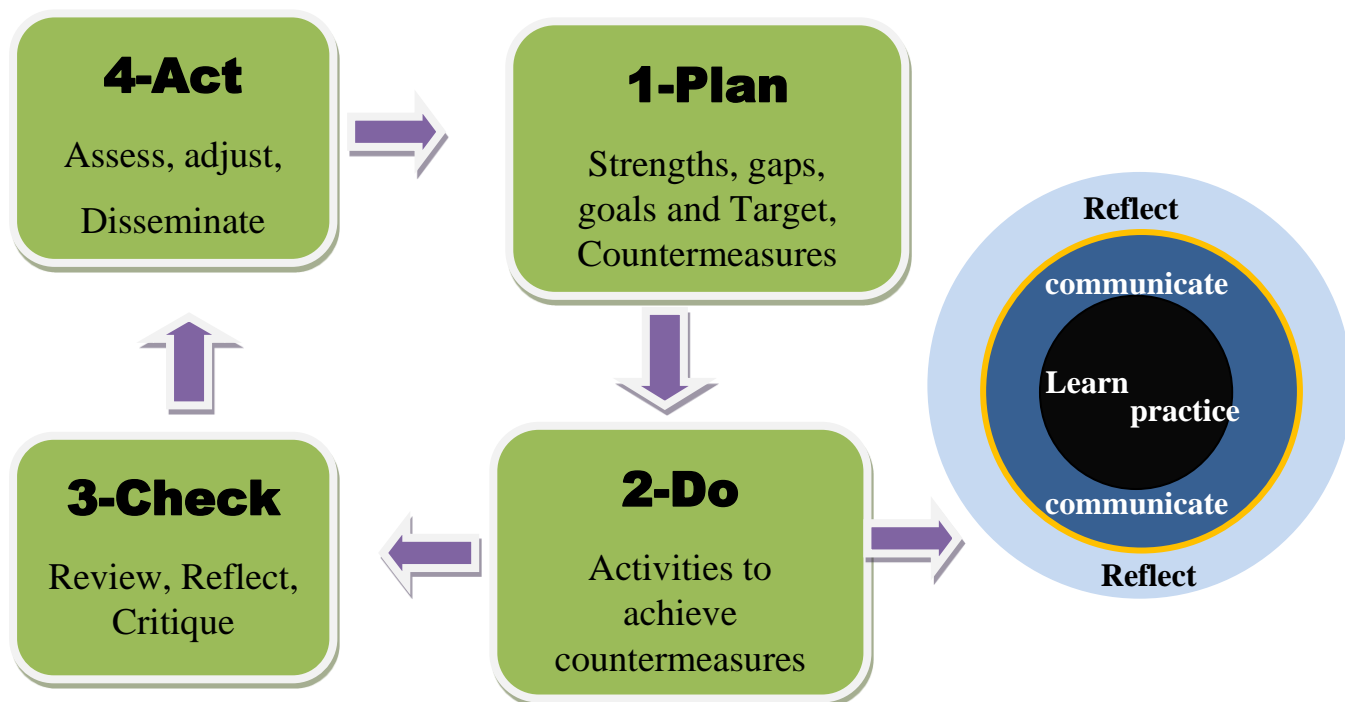 4-Act
Assess, adjust,
Disseminate
1-Plan
Strengths, gaps,
goals and Target,
Countermeasures
2-Do
Activities to
achieve
countermeasures
3-Check
Review, Reflect,
Critique
Reflect
communicate
Learn
practice
communicate
Reflect